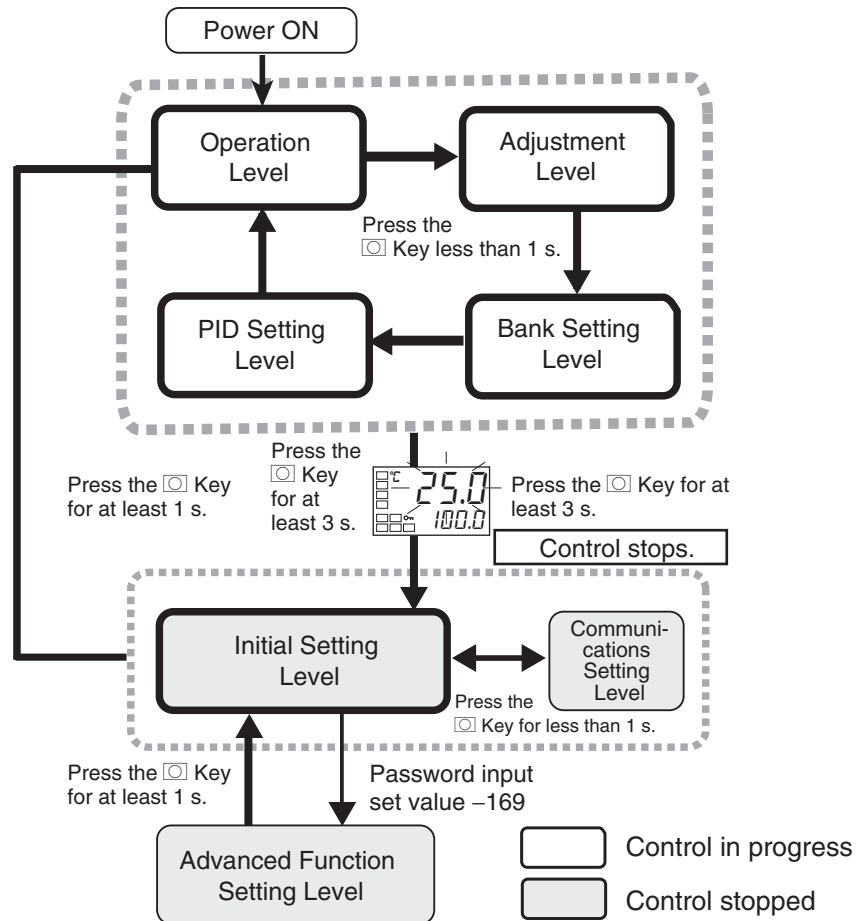 Power ON
Operation
Level
Adjustment
Level
Press the
Key less than 1 s.
PID Setting
Level
Bank Setting
Level
Press the
Key
for at
least 3 s.
Press the Key
for at least 1 s.
°C
25.0
100.0
Press the Key for at
least 3 s.
Control stops.
Initial Setting
Level
Communi-
cations
Setting
Level
Press the
Key for less than 1 s.
Press the Key
for at least 1 s.
Password input
set value –169
Advanced Function
Setting Level
Control in progress
Control stopped